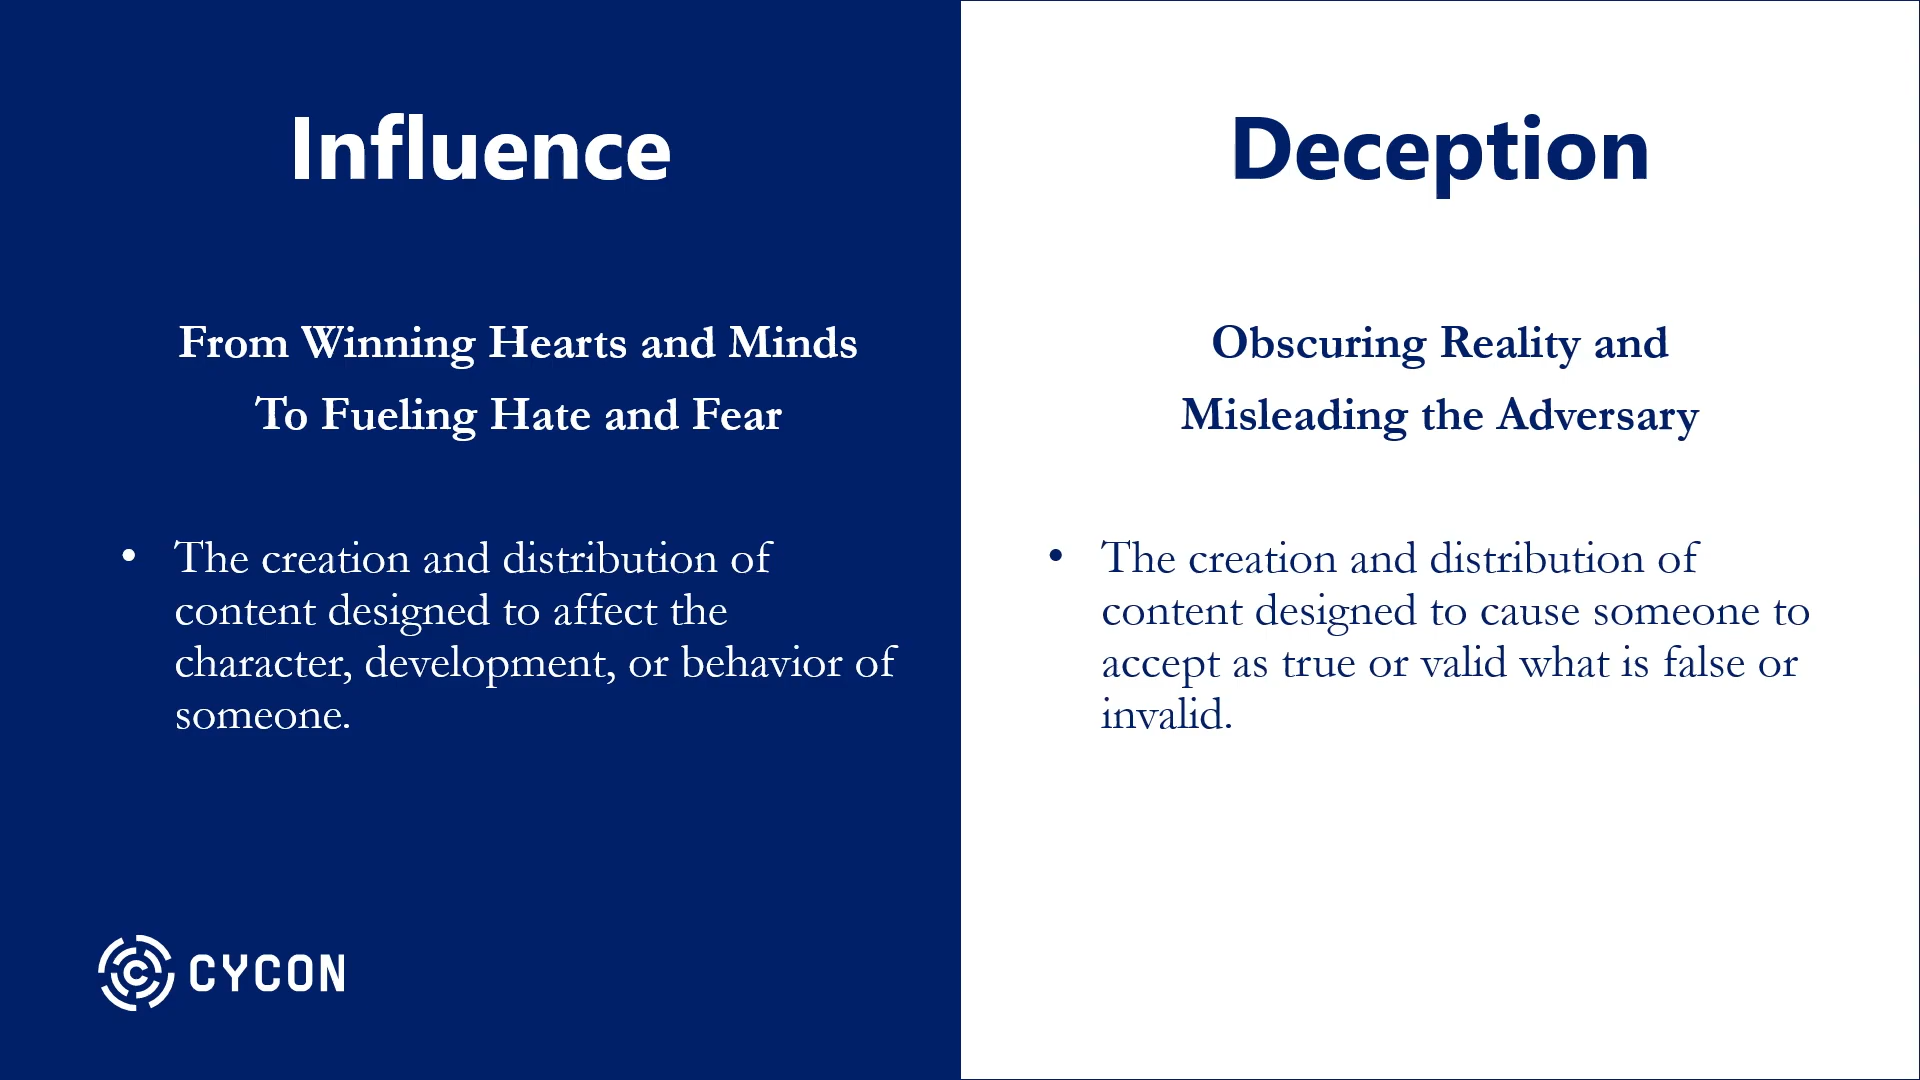 Influence
From Winning Hearts and Minds
To Fueling Hate and Fear
• The creation and distribution of
content designed to affect the
character, development, or behavior of
someone.
CYCON
Deception
Obscuring Reality and
Misleading the Adversary
• The creation and distribution of
content designed to cause someone to
accept as true or valid what is false or
invalid.